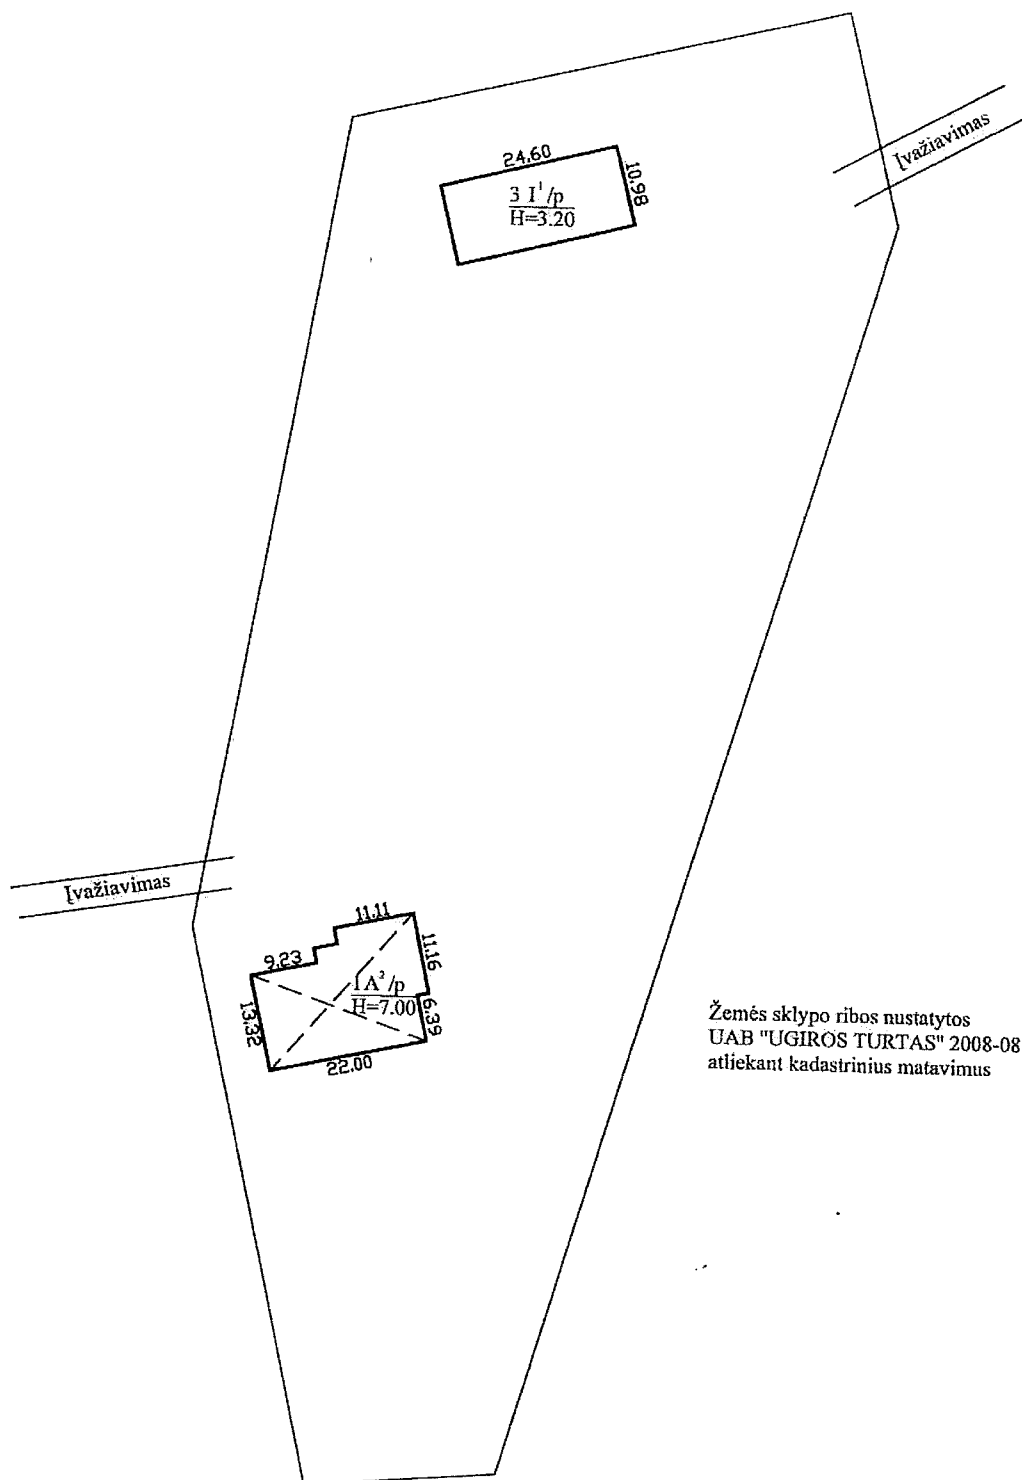 Įvažiavimas
24.60
10.98
3 I¹/p
H=3.20
Įvažiavimas
11.11
9.23
11.16
1A²/p
H=7.00
13.32
6.39
22.00
Žemės sklypo ribos nustatytos
UAB "UGIROS TURTAS" 2008-08
atliekant kadastrinius matavimus